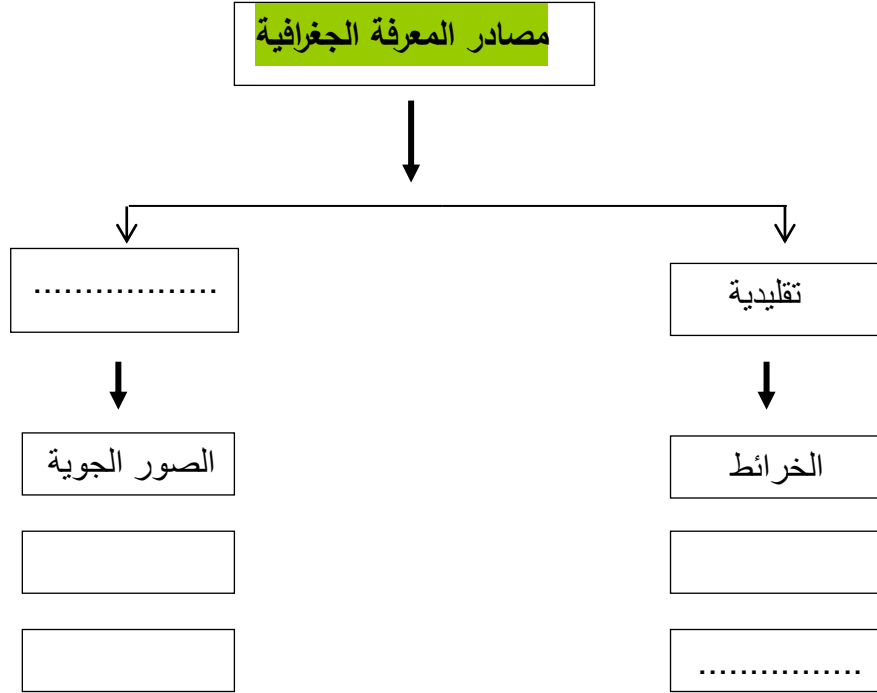 مصادر المعرفة الجغرافية
تقليدية
..................
الخرائط
الصور الجوية
................